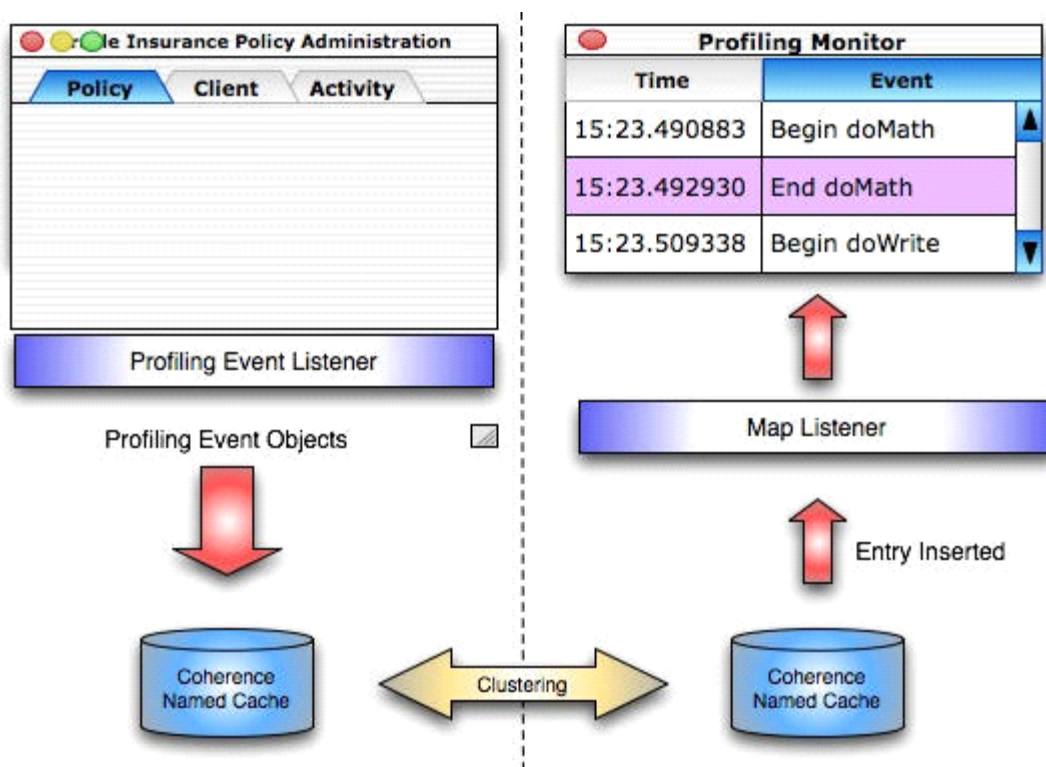 Insurance Policy Administration
Policy Client Activity
Profiling Event Listener
Profiling Event Objects
Coherence
Named Cache
Clustering
Profiling Monitor
Time Event
15:23.490883 Begin doMath
15:23.492930 End doMath
15:23.509338 Begin doWrite
Map Listener
Entry Inserted
Coherence
Named Cache